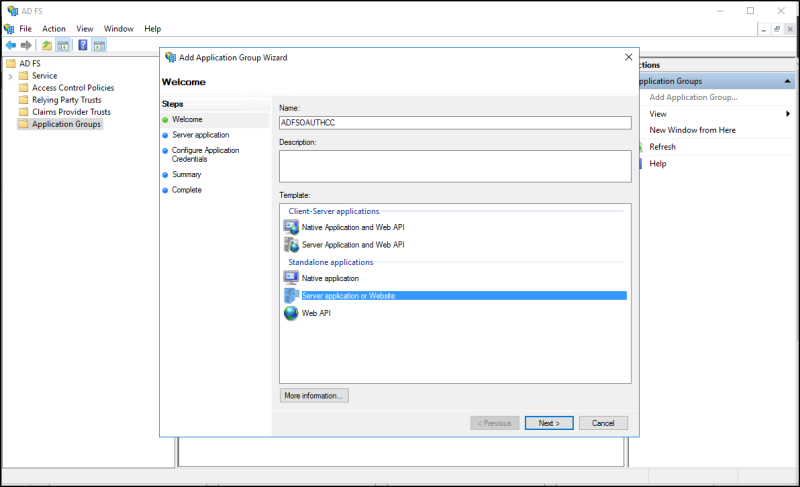 AD FS
File Action View Window Help
AD FS
Service
Access Control Policies
Relying Party Trusts
Claims Provider Trusts
Application Groups
Add Application Group Wizard
Welcome
Steps
Welcome
Server application
Configure Application
Credentials
Summary
Complete
Name:
ADFSOAUTHCC
Description:
Template:
Client-Server applications
Native Application and Web API
Server Application and Web API
Standalone applications
Native application
Server application or Website
Web API
More information...
< Previous
Next >
Cancel
ctions
pplication Groups
Add Application Group...
View
New Window from Here
Refresh
Help